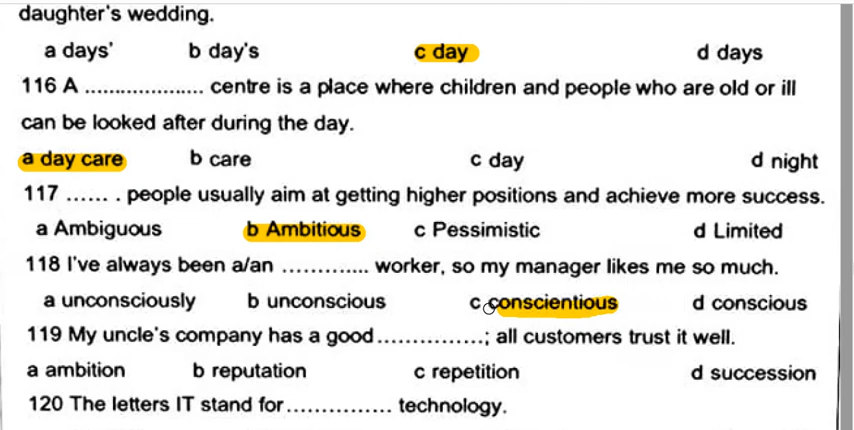 daughter's wedding.
a days' b day's c day d days
116 A ..................... centre is a place where children and people who are old or ill
can be looked after during the day.
a day care b care c day d night
117 ...... . people usually aim at getting higher positions and achieve more success.
a Ambiguous b Ambitious c Pessimistic d Limited
118 I've always been a/an ............. worker, so my manager likes me so much.
a unconsciously b unconscious c conscientious d conscious
119 My uncle's company has a good................; all customers trust it well.
a ambition b reputation c repetition d succession
120 The letters IT stand for................ technology.